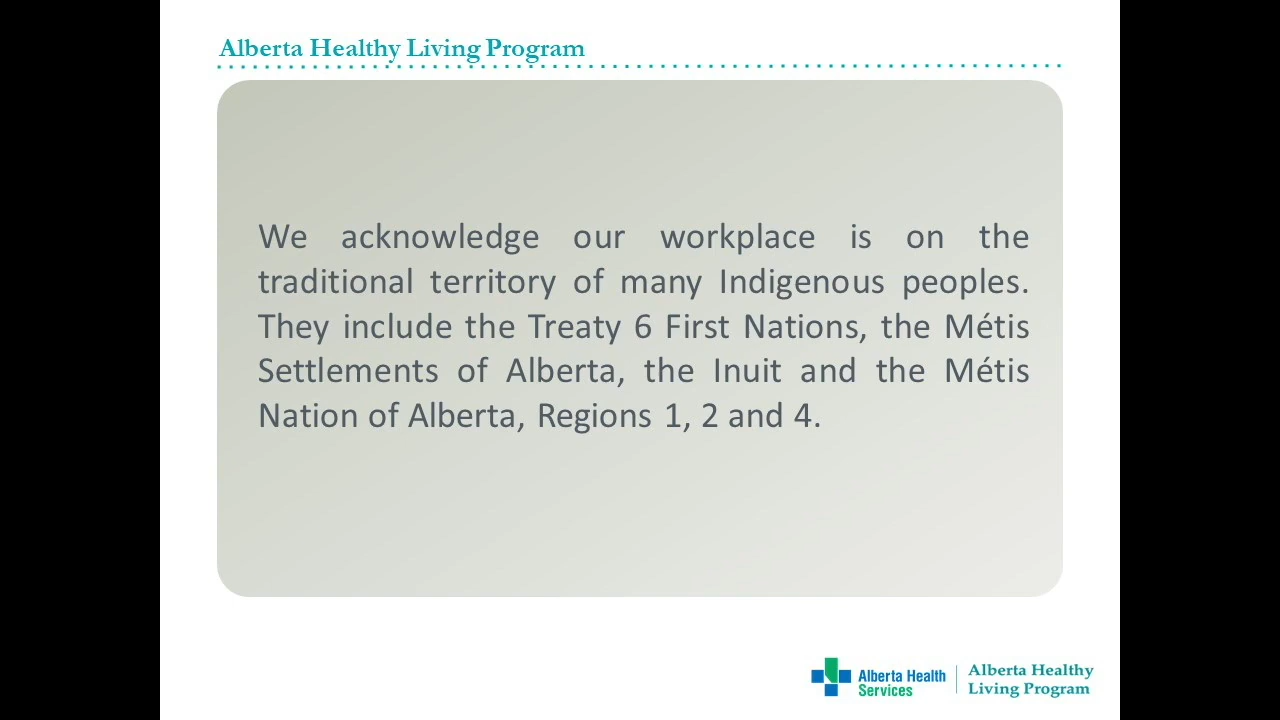 Alberta Healthy Living Program
We acknowledge our workplace is on the
traditional territory of many Indigenous peoples.
They include the Treaty 6 First Nations, the Métis
Settlements of Alberta, the Inuit and the Métis
Nation of Alberta, Regions 1, 2 and 4.
Alberta Health
Services
Alberta Healthy
Living Program